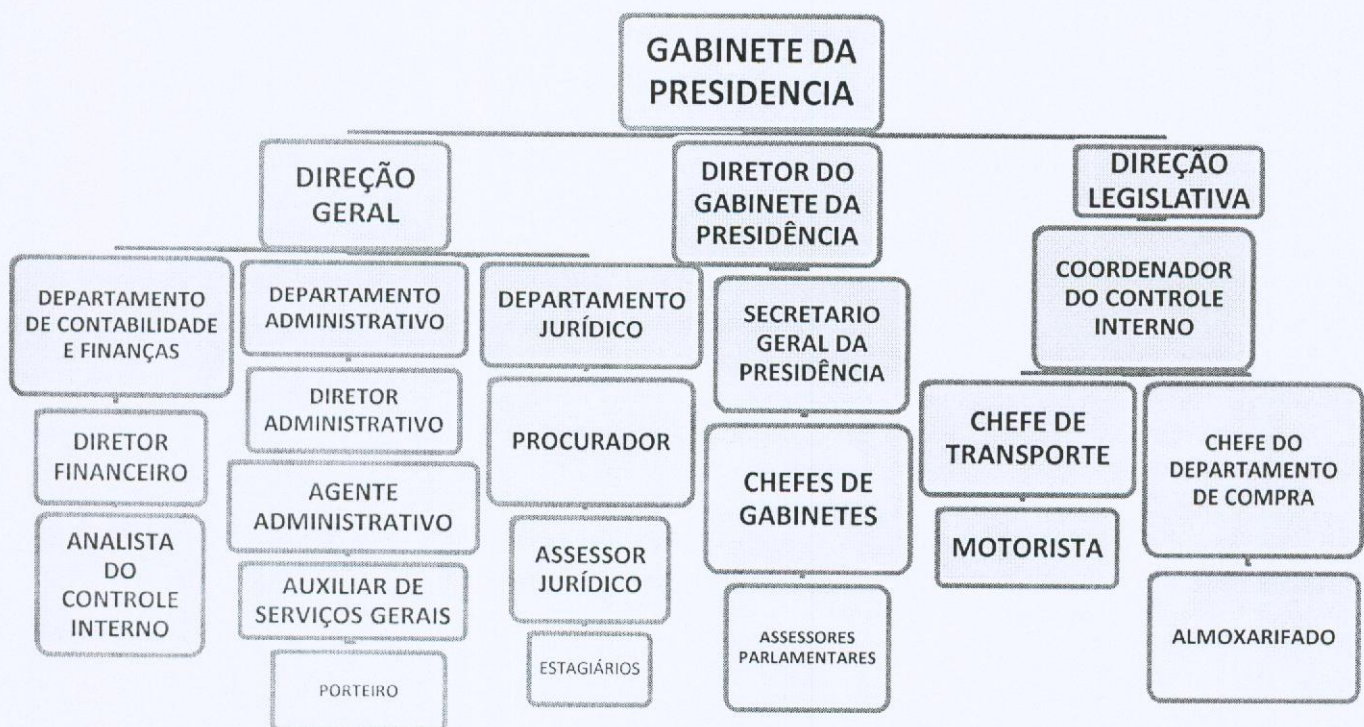 GABINETE DA
PRESIDENCIA
DIREÇÃO
GERAL
DIRETOR DO
GABINETE DA
PRESIDÊNCIA
DIREÇÃO
LEGISLATIVA
DEPARTAMENTO
DE CONTABILIDADE
E FINANÇAS
DEPARTAMENTO
ADMINISTRATIVO
DEPARTAMENTO
JURÍDICO
SECRETARIO
GERAL DA
PRESIDÊNCIA
COORDENADOR
DO CONTROLE
INTERNO
DIRETOR
FINANCEIRO
DIRETOR
ADMINISTRATIVO
PROCURADOR
CHEFES DE
GABINETES
CHEFE DE
TRANSPORTE
CHEFE DO
DEPARTAMENTO
DE COMPRA
ANALISTA
DO
CONTROLE
INTERNO
AGENTE
ADMINISTRATIVO
ASSESSOR
JURÍDICO
ASSESSORES
PARLAMENTARES
MOTORISTA
ALMOXARIFADO
AUXILIAR DE
SERVIÇOS GERAIS
ESTAGIÁRIOS
PORTEIRO